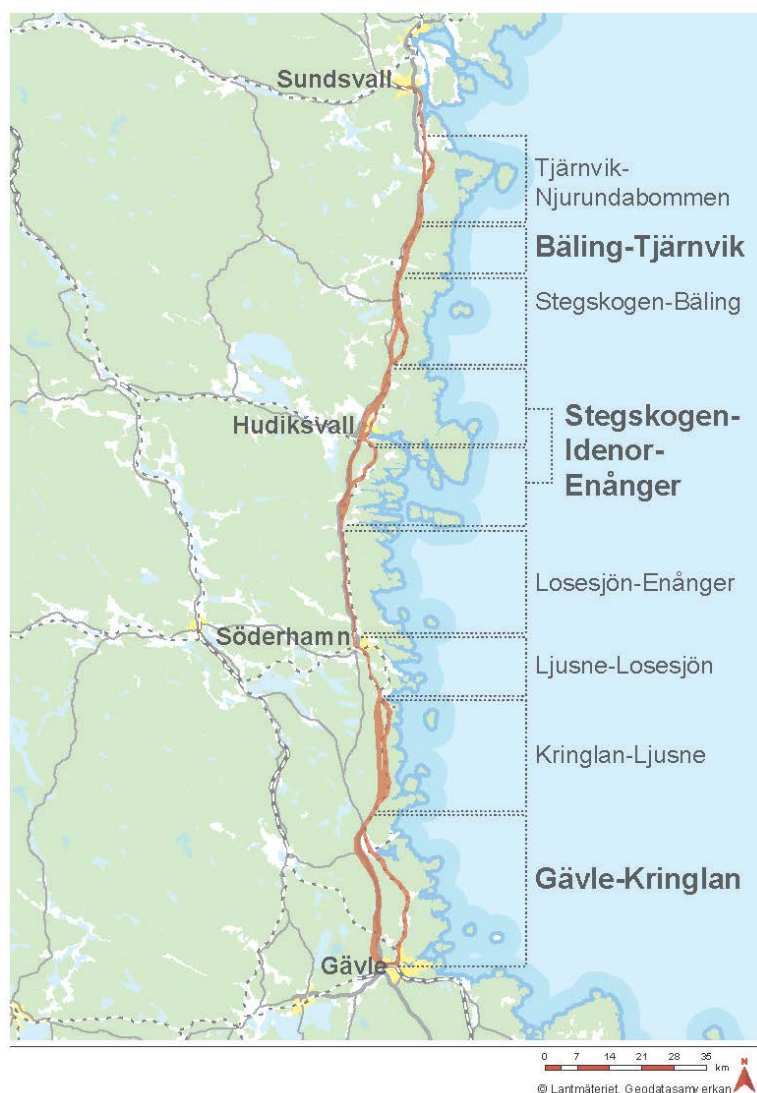 Sundsvall
Tjärnvik-
Njurundabommen
Bäling-Tjärnvik
Stegskogen-Bäling
Hudiksvall
Stegskogen-
Idenor-
Enånger
Losesjön-Enånger
Söderhamn
Ljusne-Losesjön
Kringlan-Ljusne
Gävle-Kringlan
Gävle
0 7 14 21 28 35
km
N
© Lantmäteriet, Geodatasamverkan